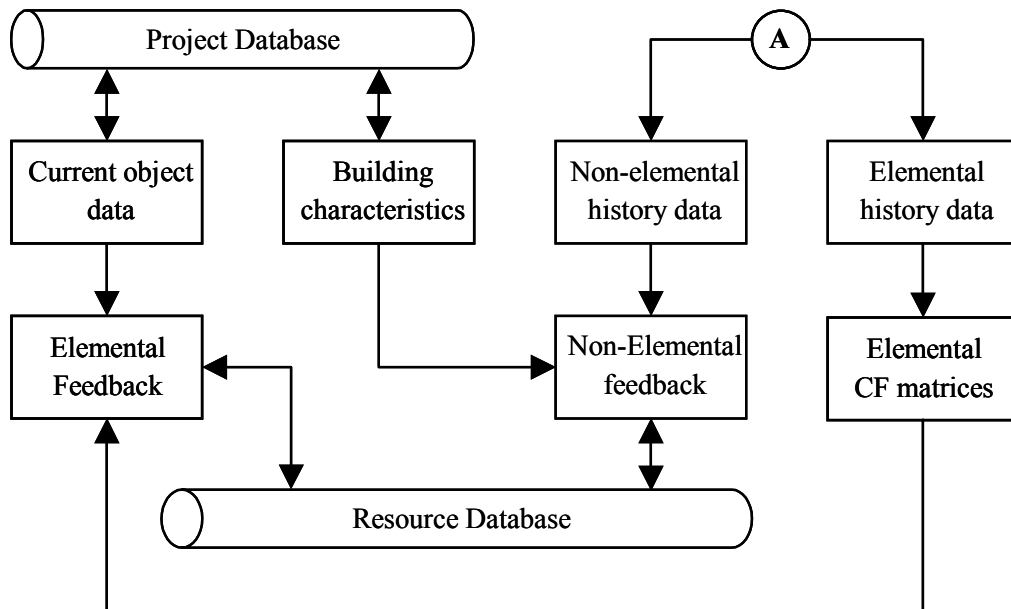 Project Database
A
Current object
data
Building
characteristics
Non-elemental
history data
Elemental
history data
Elemental
Feedback
Non-Elemental
feedback
Elemental
CF matrices
Resource Database